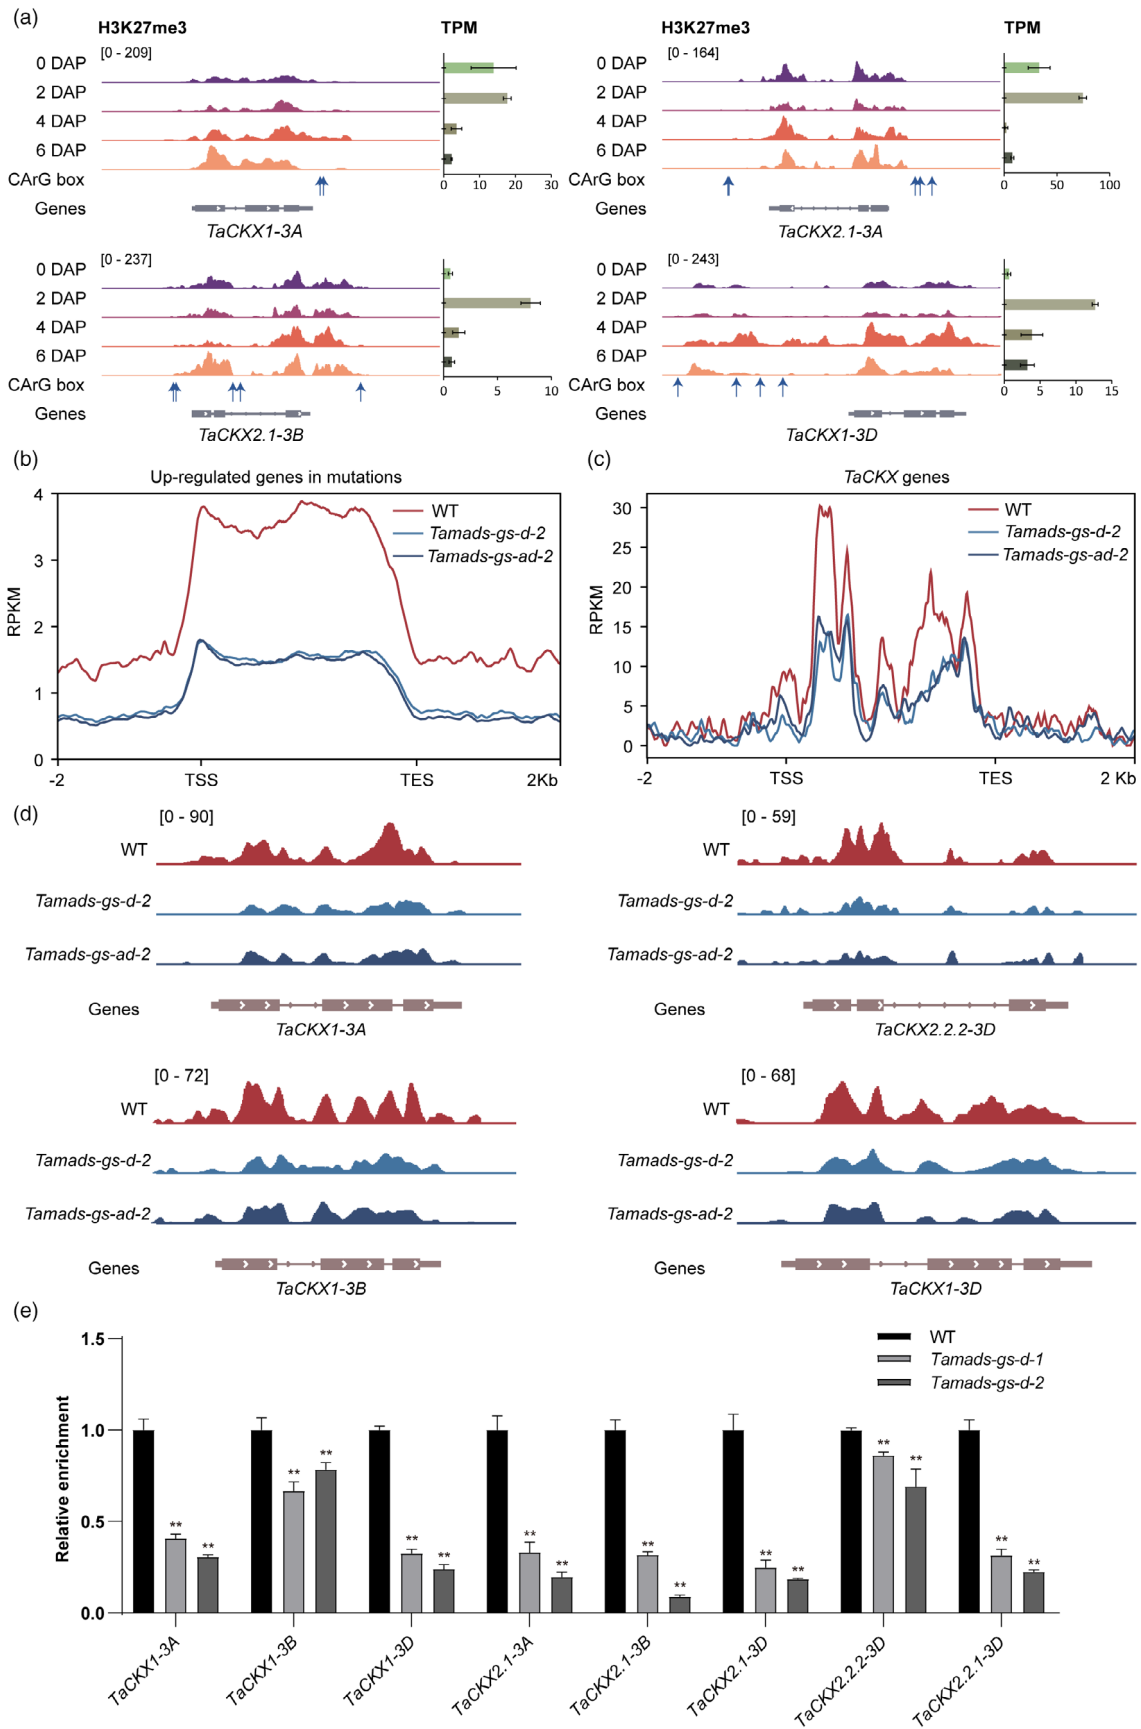 (a)
H3K27me3 TPM H3K27me3 TPM
[0 - 209] [0 - 164]
0 DAP 0 DAP
2 DAP 2 DAP
4 DAP 4 DAP
6 DAP 6 DAP
CArG box 0 10 20 30 CArG box 0 50 100
Genes Genes
TaCKX1-3A TaCKX2.1-3A
[0 - 237] [0 - 243]
0 DAP 0 DAP
2 DAP 2 DAP
4 DAP 4 DAP
6 DAP 6 DAP
CArG box 0 5 10 CArG box 0 5 10 15
Genes Genes
TaCKX2.1-3B TaCKX1-3D
(b) (c)
Up-regulated genes in mutations TaCKX genes
4 WT 30 WT
Tamads-gs-d-2 Tamads-gs-d-2
Tamads-gs-ad-2 25 Tamads-gs-ad-2
3 20
RPKM RPKM
2 15
10
1 5
0 0
-2 TSS TES 2Kb -2 TSS TES 2 Kb
(d)
[0 - 90] [0 - 59]
WT WT
Tamads-gs-d-2 Tamads-gs-d-2
Tamads-gs-ad-2 Tamads-gs-ad-2
Genes Genes
TaCKX1-3A TaCKX2.2.2-3D
[0 - 72] [0 - 68]
WT WT
Tamads-gs-d-2 Tamads-gs-d-2
Tamads-gs-ad-2 Tamads-gs-ad-2
Genes Genes
TaCKX1-3B TaCKX1-3D
(e)
1.5 WT
Tamads-gs-d-1
Tamads-gs-d-2
Relative enrichment
1.0
** ** ** ** ** ** ** ** ** ** ** ** ** ** ** **
0.5
0.0
TaCKX1-3A TaCKX1-3B TaCKX1-3D TaCKX2.1-3A TaCKX2.1-3B TaCKX2.1-3D TaCKX2.2.2-3D TaCKX2.2.1-3D